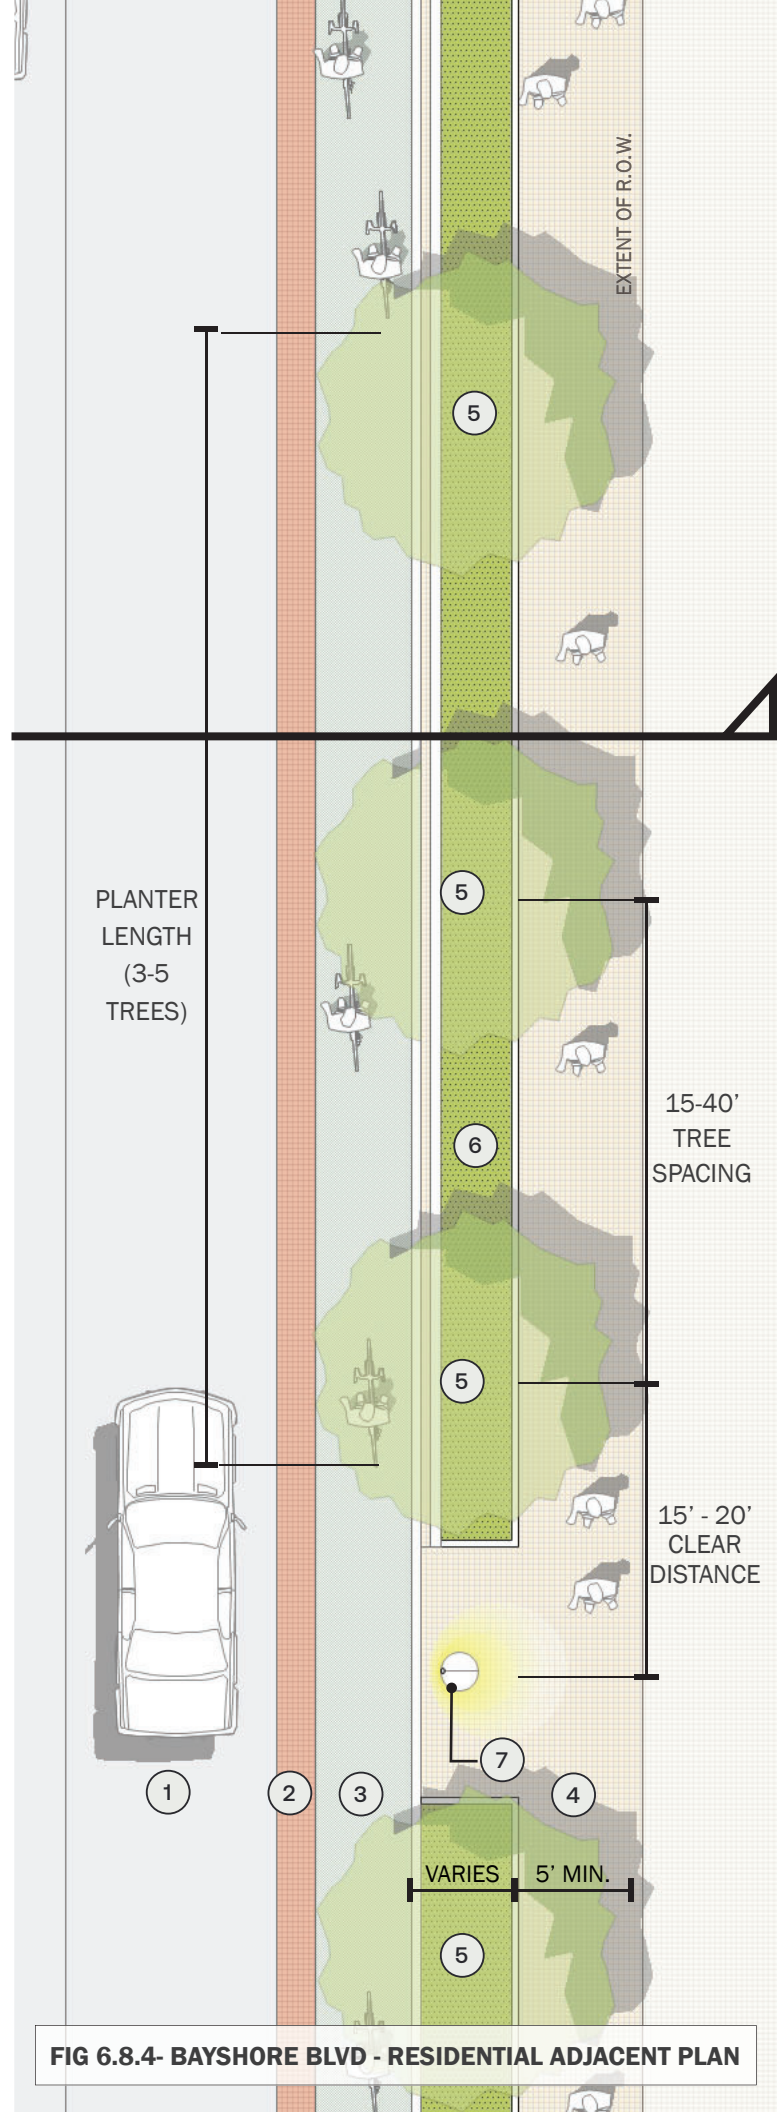 EXTENT OF R.O.W.
5
PLANTER
LENGTH
(3-5
TREES)
5
15-40’
TREE
SPACING
6
5
15’ - 20’
CLEAR
DISTANCE
7
1
2
3
4
VARIES
5’ MIN.
5
FIG 6.8.4- BAYSHORE BLVD - RESIDENTIAL ADJACENT PLAN